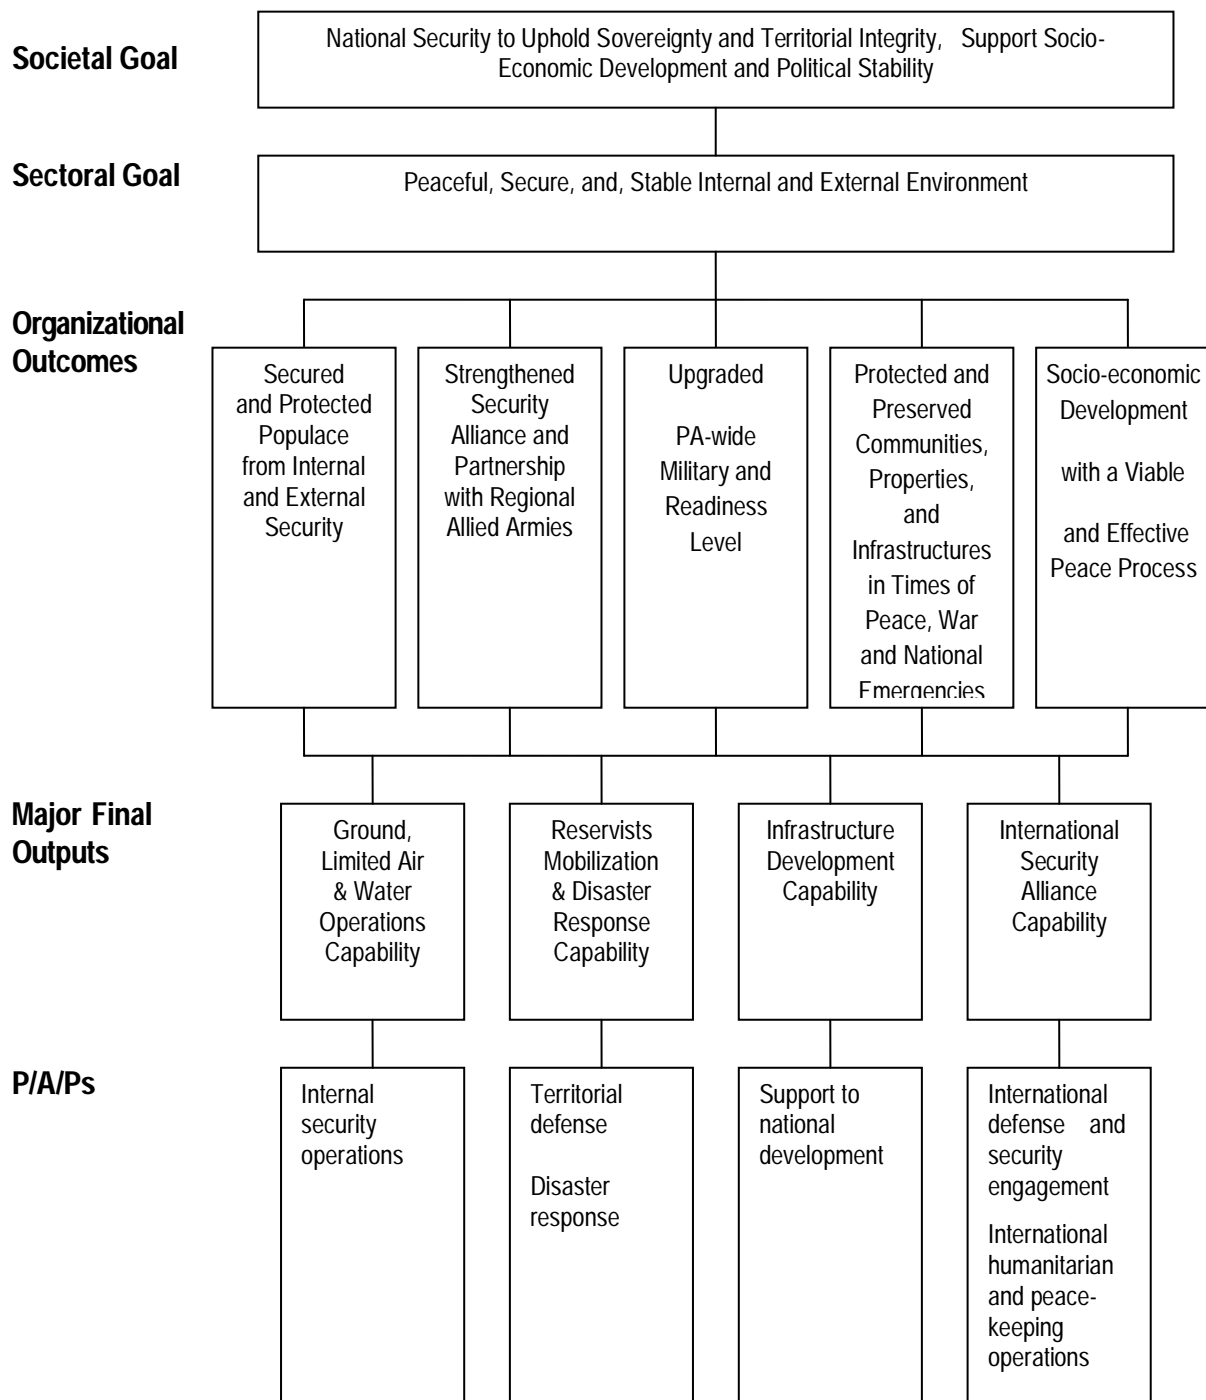 Societal Goal
National Security to Uphold Sovereignty and Territorial Integrity, Support Socio-
Economic Development and Political Stability
Sectoral Goal
Peaceful, Secure, and, Stable Internal and External Environment
Organizational
Outcomes
Secured
and Protected
Populace
from Internal
and External
Security
Strengthened
Security
Alliance and
Partnership
with Regional
Allied Armies
Upgraded
PA-wide
Military and
Readiness
Level
Protected and
Preserved
Communities,
Properties,
and
Infrastructures
in Times of
Peace, War
and National
Emergencies
Socio-economic
Development
with a Viable
and Effective
Peace Process
Major Final
Outputs
Ground,
Limited Air
& Water
Operations
Capability
Reservists
Mobilization
& Disaster
Response
Capability
Infrastructure
Development
Capability
International
Security
Alliance
Capability
P/A/Ps
Internal
security
operations
Territorial
defense
Disaster
response
Support to
national
development
International
defense and
security
engagement
International
humanitarian
and peace-
keeping
operations